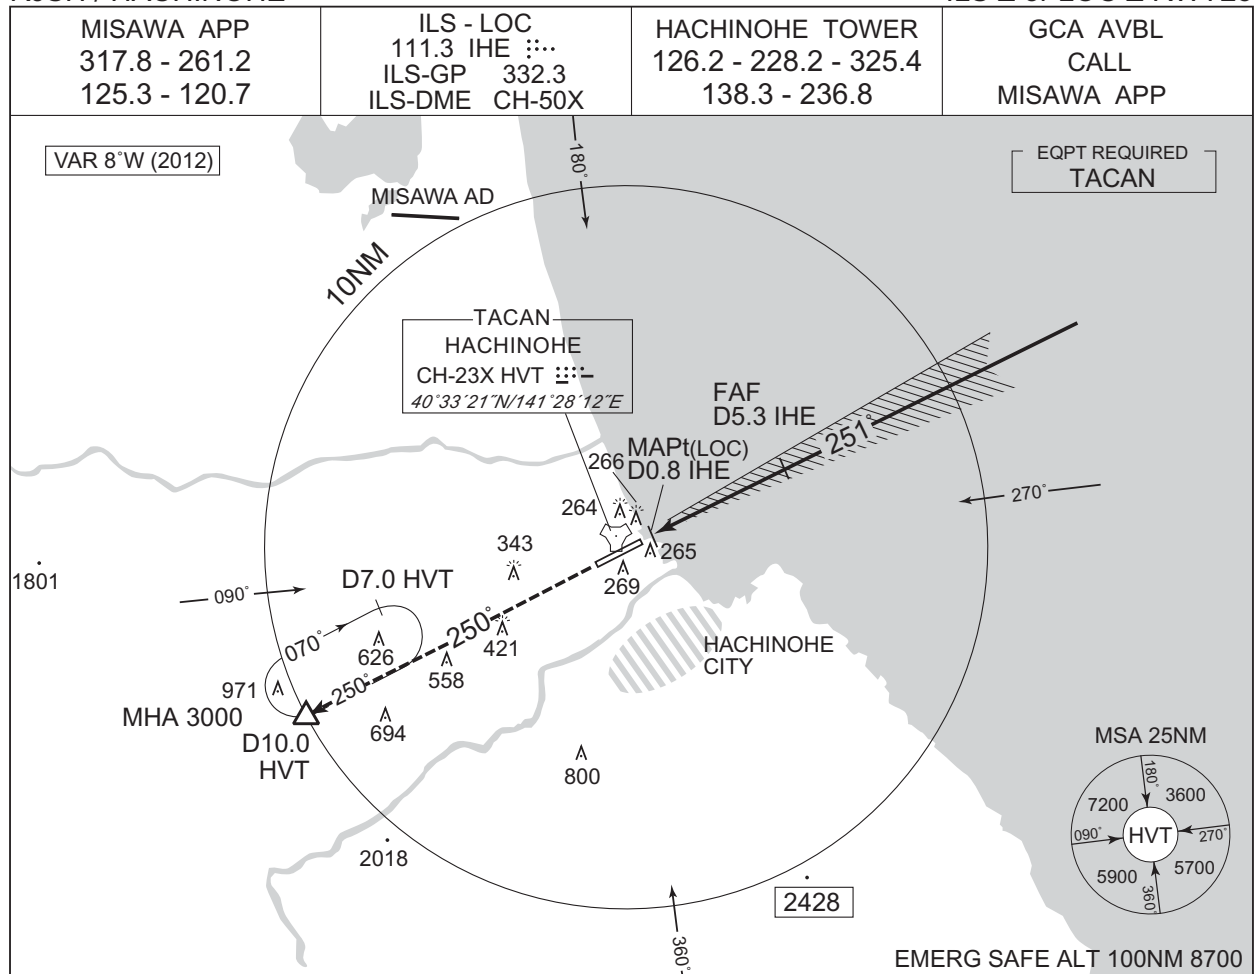 MISAWA APP
317.8 - 261.2
125.3 - 120.7
ILS - LOC
111.3 IHE
ILS-GP 332.3
ILS-DME CH-50X
HACHINOHE TOWER
126.2 - 228.2 - 325.4
138.3 - 236.8
GCA AVBL
CALL
MISAWA APP
VAR 8°W (2012)
180°
EQPT REQUIRED
TACAN
MISAWA AD
10NM
TACAN
HACHINOHE
CH-23X HVT
40°33´21˝N/141°28´12˝E
FAF
D5.3 IHE
251°
MAPt(LOC)
D0.8 IHE
266
264
265
269
270°
343
1801
090°
D7.0 HVT
070°
250°
421
626
558
250°
971
MHA 3000
D10.0
HVT
694
HACHINOHE
CITY
800
2018
2428
360°
MSA 25NM
180°
7200
3600
090°
HVT
270°
5900
5700
360°
EMERG SAFE ALT 100NM 8700